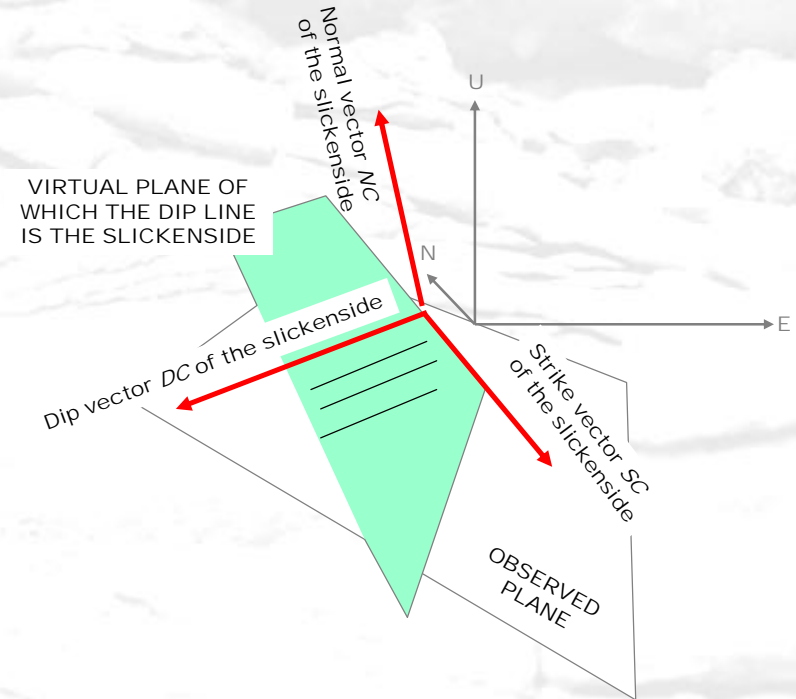 Normal vector NC
of the slickenside
U
VIRTUAL PLANE OF
WHICH THE DIP LINE
IS THE SLICKENSIDE
N
E
Dip vector DC of the slickenside
Strike vector SC
of the slickenside
OBSERVED
PLANE